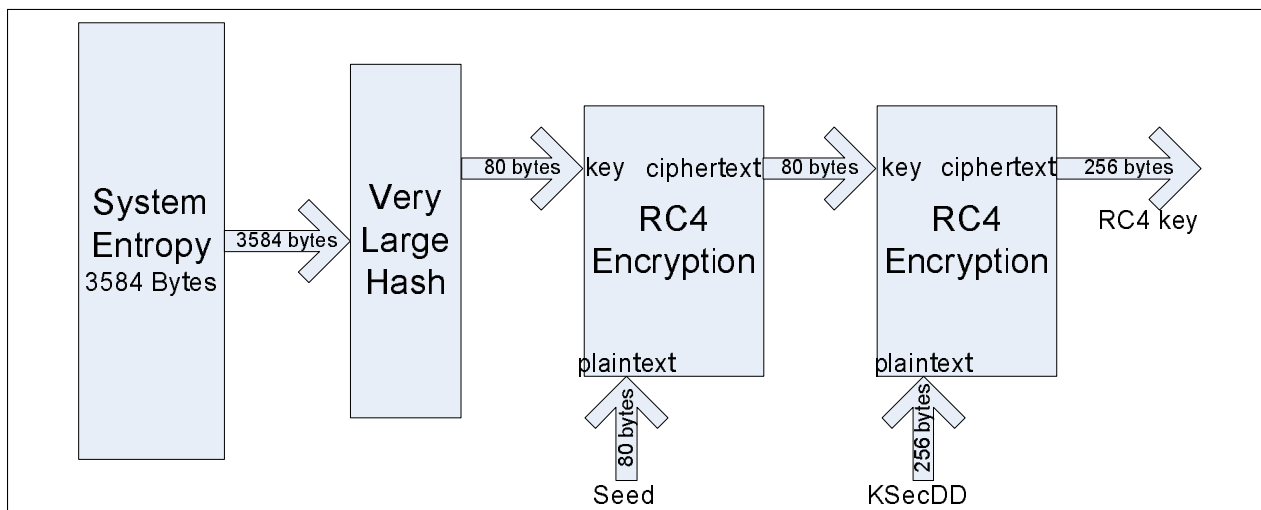 System
Entropy
3584 Bytes
3584 bytes
Very
Large
Hash
80 bytes
key ciphertext
RC4
Encryption
plaintext
80 bytes
Seed
80 bytes
key ciphertext
RC4
Encryption
plaintext
256 bytes
KSecDD
256 bytes
RC4 key